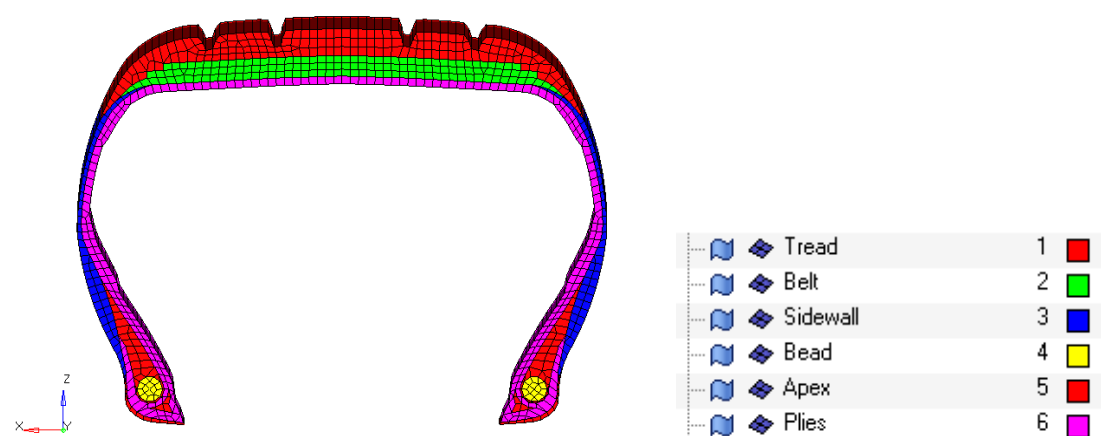 Tread 1
Belt 2
Sidewall 3
Bead 4
Apex 5
Plies 6
Z
X Y